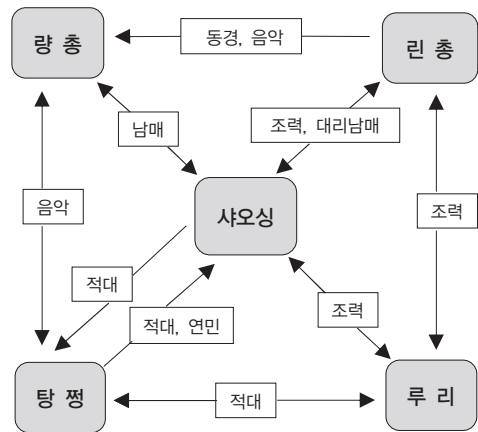 량 총
동경, 음악
린 총
남매
조력, 대리남매
음악
샤오싱
조력
적대
적대, 연민
조력
탕 쩡
적대
루 리